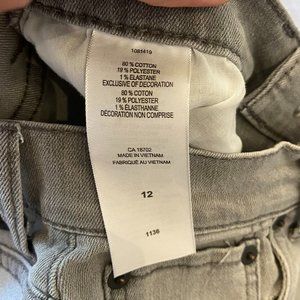 1081419
80 % COTTON
19 % POLYESTER
1 % ELASTANE
EXCLUSIVE OF DECORATION
80 % COTON
19 % POLYESTER
1 % ÉLASTHANNE
DÉCORATION NON COMPRISE
CA 18702
MADE IN VIETNAM
FABRIQUÉ AU VIETNAM
12
1136